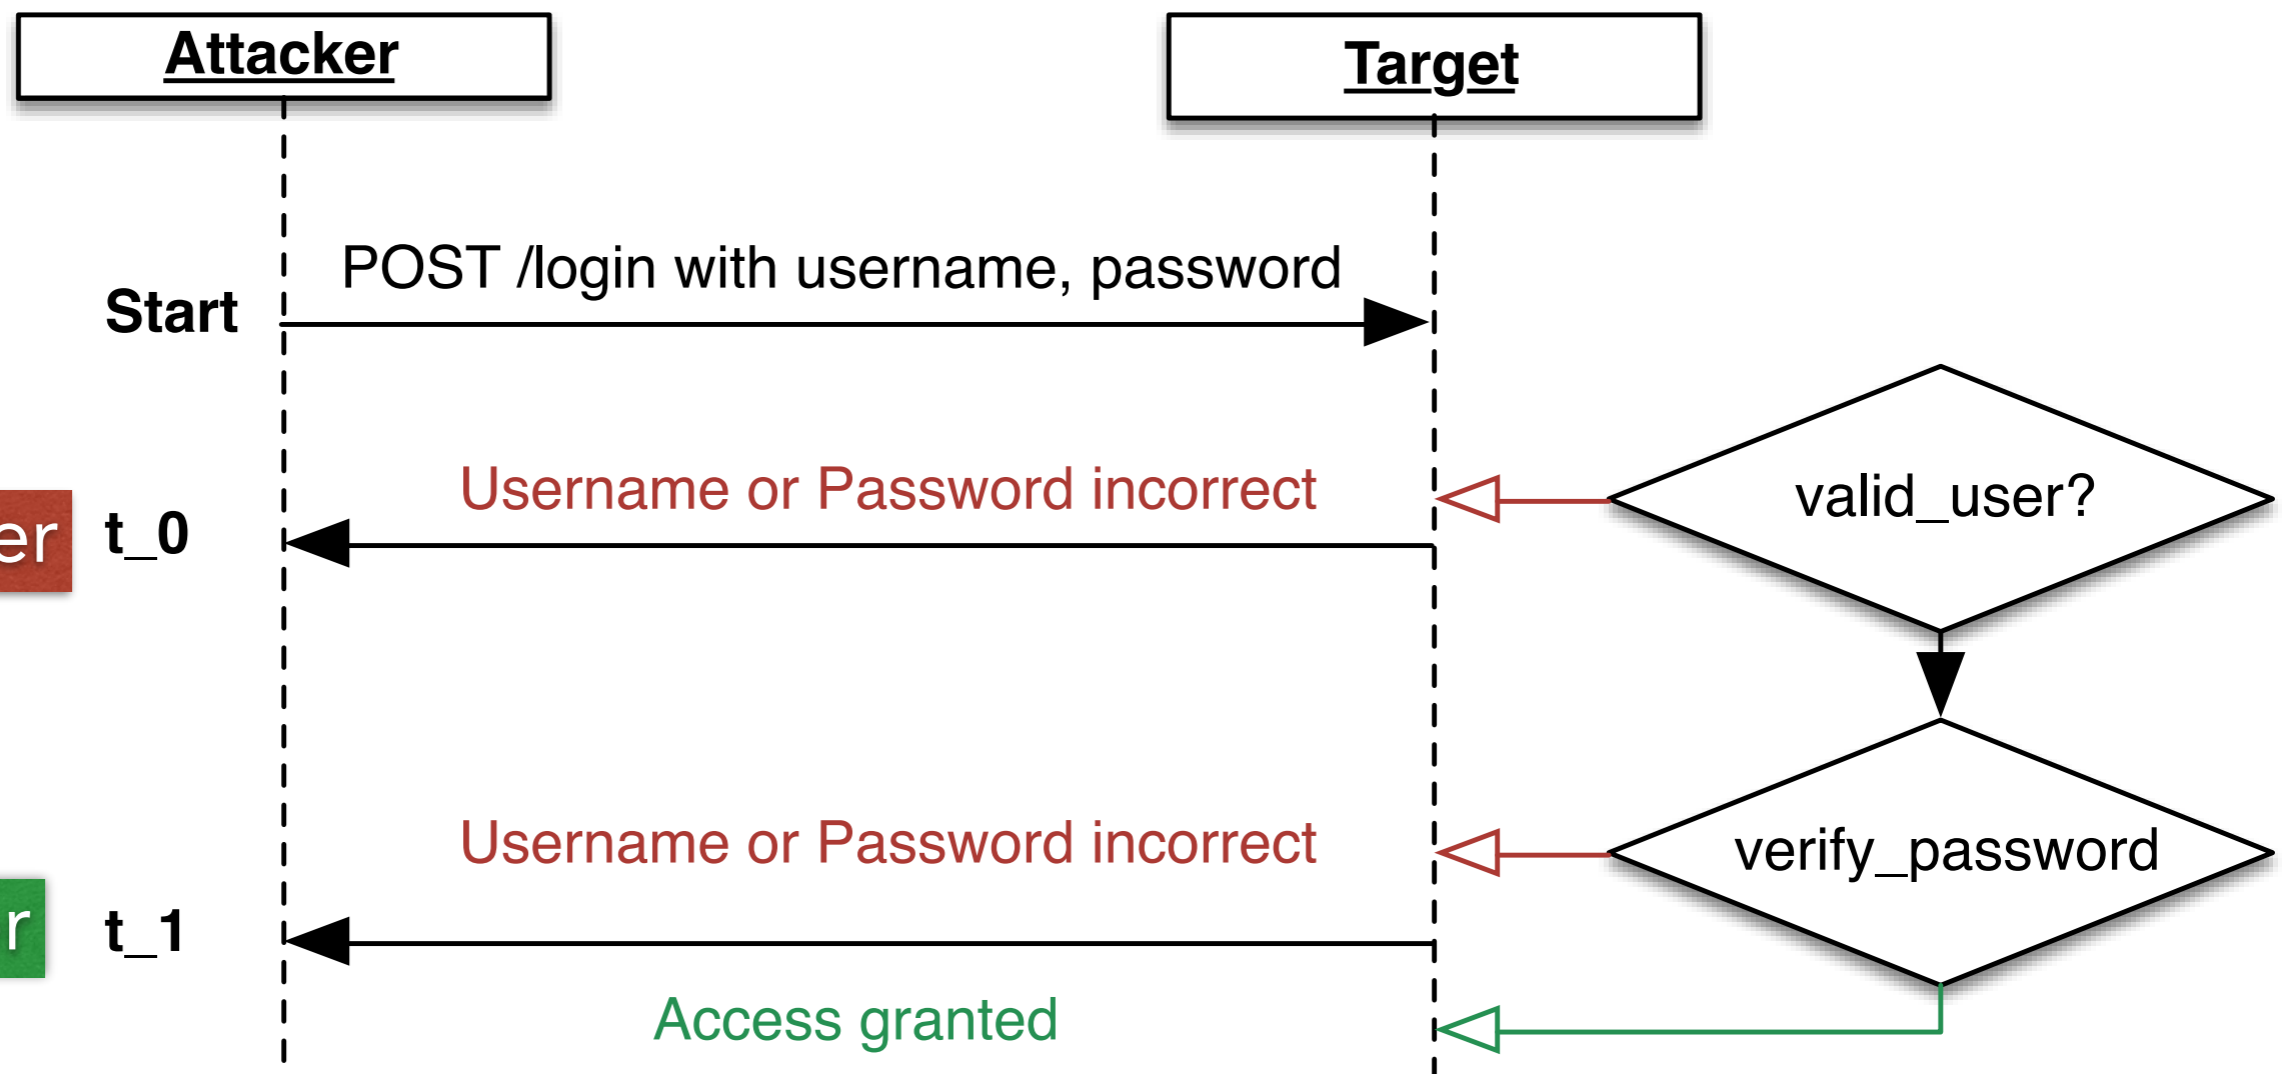 Attacker
Target
POST /login with username, password
Start
Username or Password incorrect
valid_user?
er
t_0
Username or Password incorrect
verify_password
r
t_1
Access granted